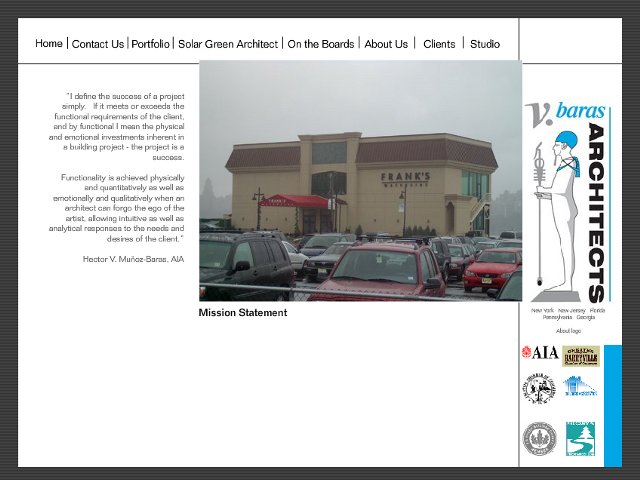 Home | Contact Us | Portfolio | Solar Green Architect | On the Boards | About Us | Clients | Studio
"I define the success of a project
simply. If it meets or exceeds the
functional requirements of the client,
and by functional I mean the physical
and emotional investments inherent in
a building project - the project is a
success.
Functionality is achieved physically
and quantitatively as well as
emotionally and qualitatively when an
architect can forgo the ego of the
artist, allowing intuitive as well as
analytical responses to the needs and
desires of the client."
Hector V. Muñoz-Baras, AIA
FRANK'S
FRANK'S
Mission Statement
V. baras
ARCHITECTS
New York New Jersey Florida
Pennsylvania Georgia
About logo
AIA